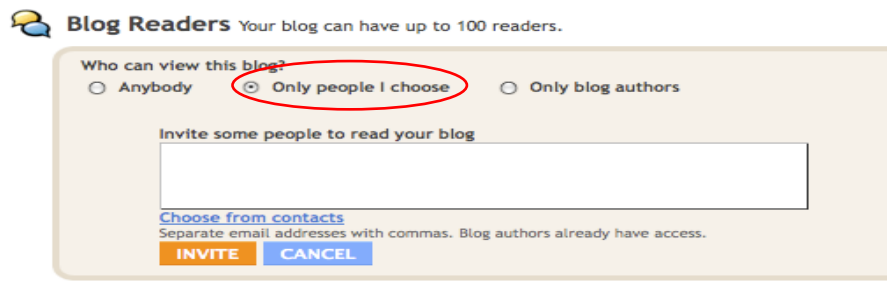 Blog Readers Your blog can have up to 100 readers.
Who can view this blog?
Anybody Only people I choose Only blog authors
Invite some people to read your blog
Choose from contacts
Separate email addresses with commas. Blog authors already have access.
INVITE CANCEL